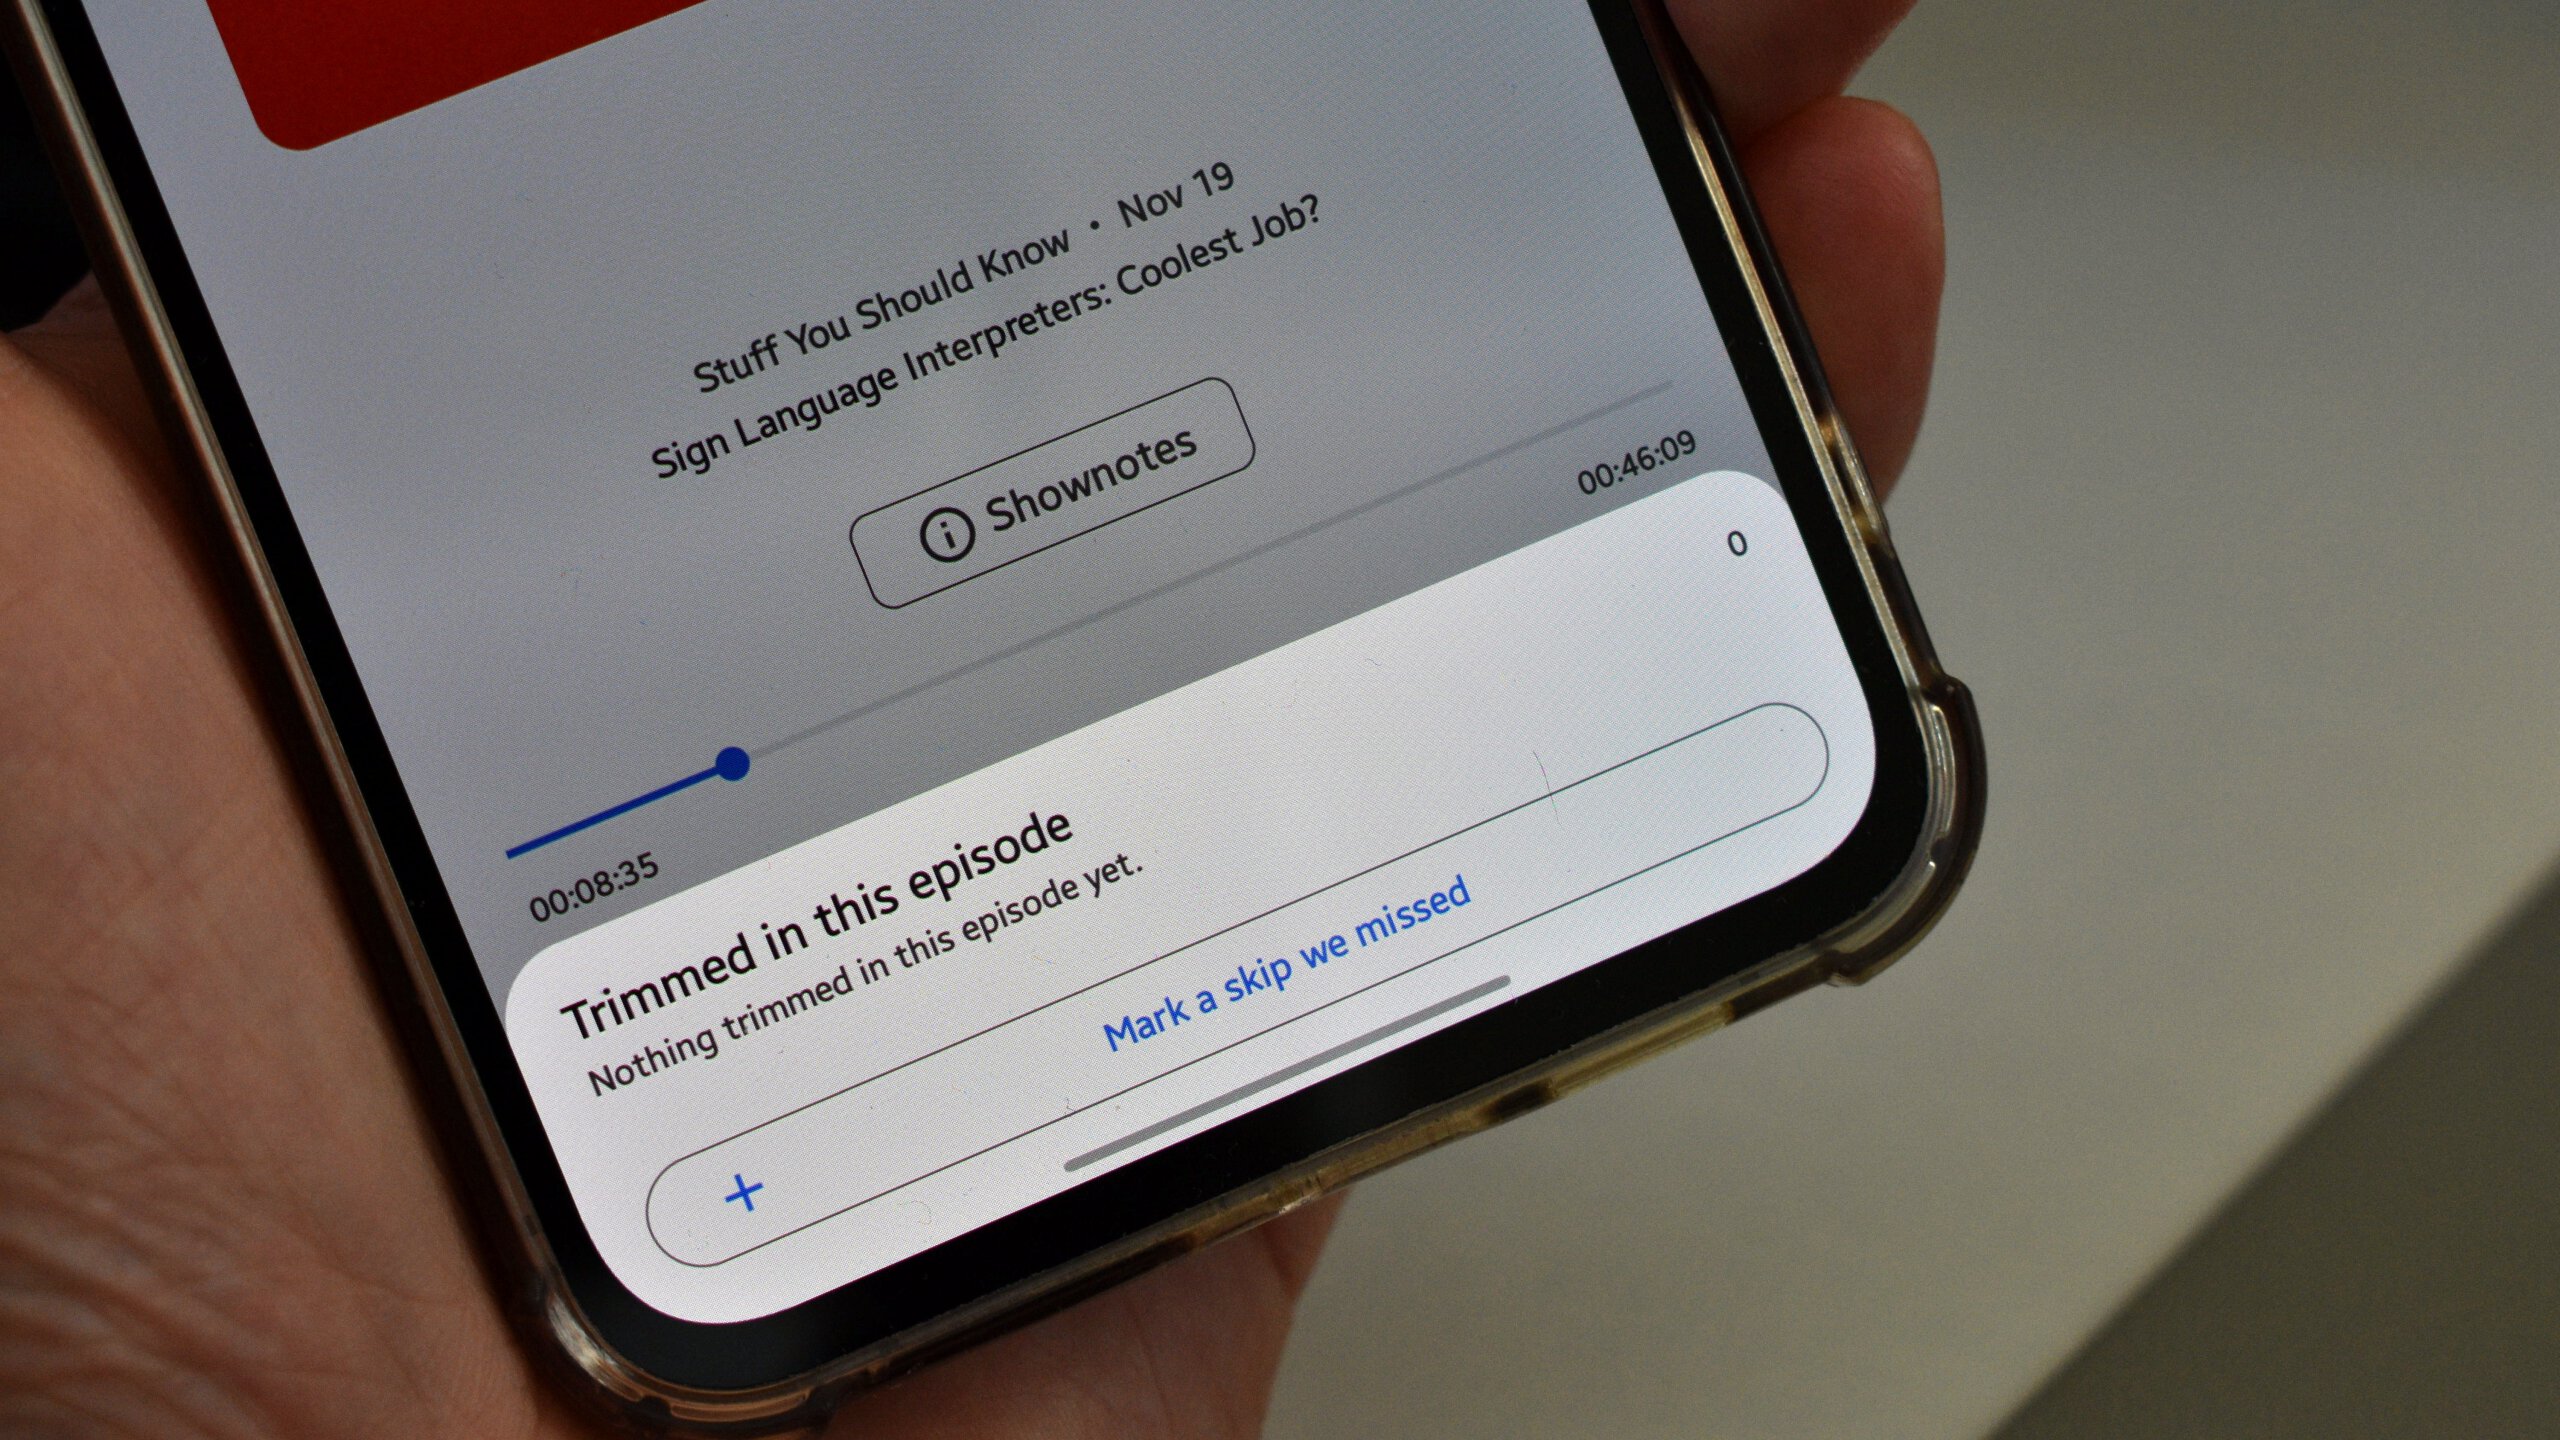 Stuff You Should Know • Nov 19
Sign Language Interpreters: Coolest Job?
Shownotes
00:08:35 00:46:09
Trimmed in this episode 0
Nothing trimmed in this episode yet.
+ Mark a skip we missed